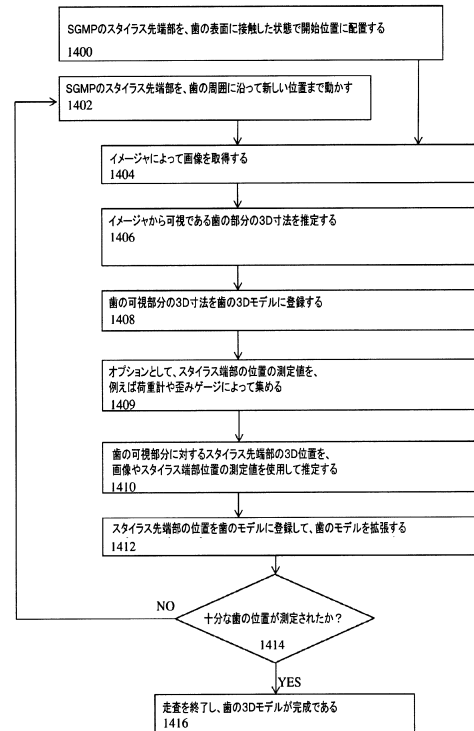 SGMPのスタイラス先端部を、歯の表面に接触した状態で開始位置に配置する
1400
SGMPのスタイラス先端部を、歯の周囲に沿って新しい位置まで動かす
1402
イメージャによって画像を取得する
1404
イメージャから可視である歯の部分の3D寸法を推定する
1406
歯の可視部分の3D寸法を歯の3Dモデルに登録する
1408
オプションとして、スタイラス端部の位置の測定値を、
例えば荷重計や歪みゲージによって集める
1409
歯の可視部分に対するスタイラス先端部の3D位置を、
画像やスタイラス端部位置の測定値を使用して推定する
1410
スタイラス先端部の位置を歯のモデルに登録して、歯のモデルを拡張する
1412
NO
十分な歯の位置が測定されたか？
1414
YES
走査を終了し、歯の3Dモデルが完成である
1416